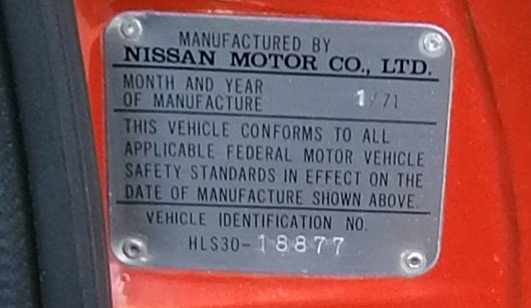 MANUFACTURED BY
NISSAN MOTOR CO., LTD.
MONTH AND YEAR
OF MANUFACTURE 1/71
THIS VEHICLE CONFORMS TO ALL
APPLICABLE FEDERAL MOTOR VEHICLE
SAFETY STANDARDS IN EFFECT ON THE
DATE OF MANUFACTURE SHOWN ABOVE.
VEHICLE IDENTIFICATION NO.
HLS30-18877